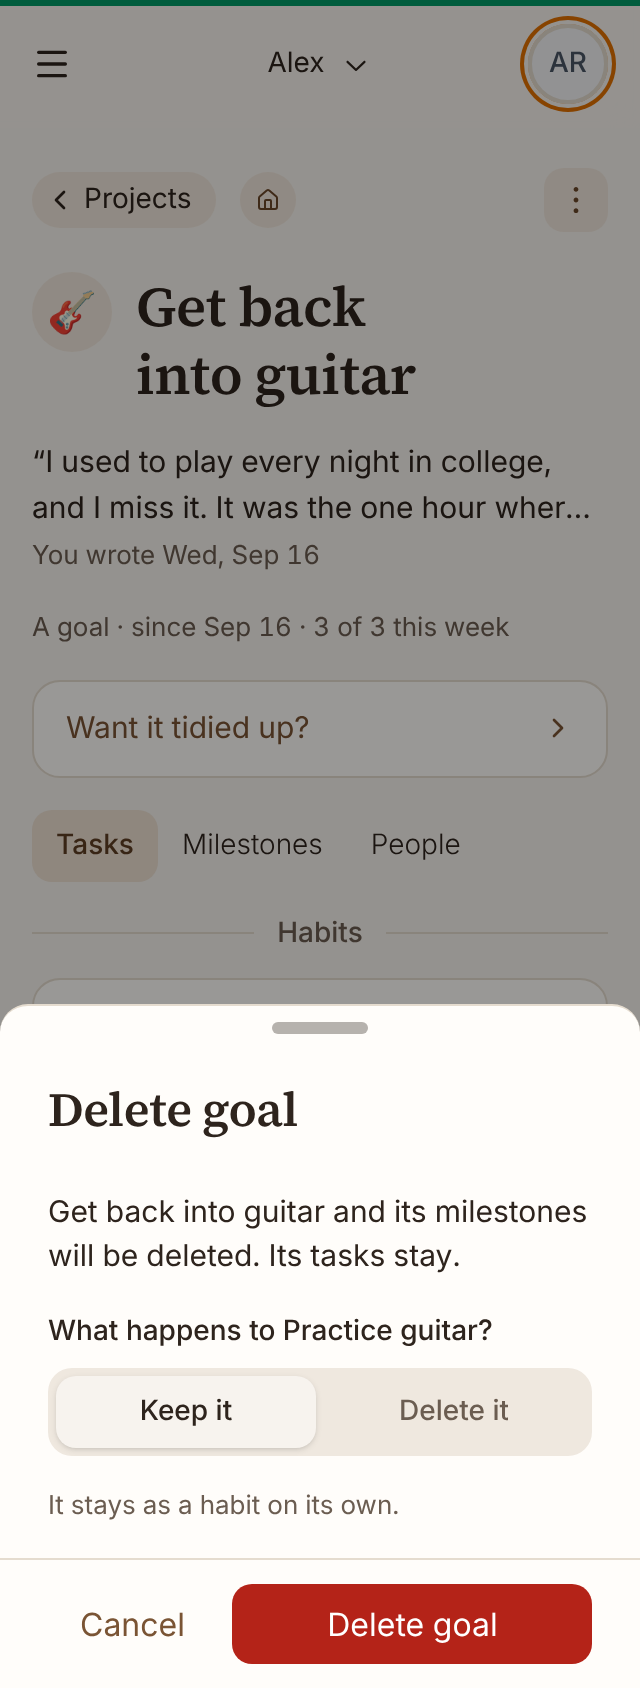 Alex
AR
Projects
Get back
into guitar
“I used to play every night in college,
and I miss it. It was the one hour wher...
You wrote Wed, Sep 16
A goal · since Sep 16 · 3 of 3 this week
Want it tidied up?
Tasks
Milestones
People
Habits
Delete goal
Get back into guitar and its milestones
will be deleted. Its tasks stay.
What happens to Practice guitar?
Keep it
Delete it
It stays as a habit on its own.
Cancel
Delete goal